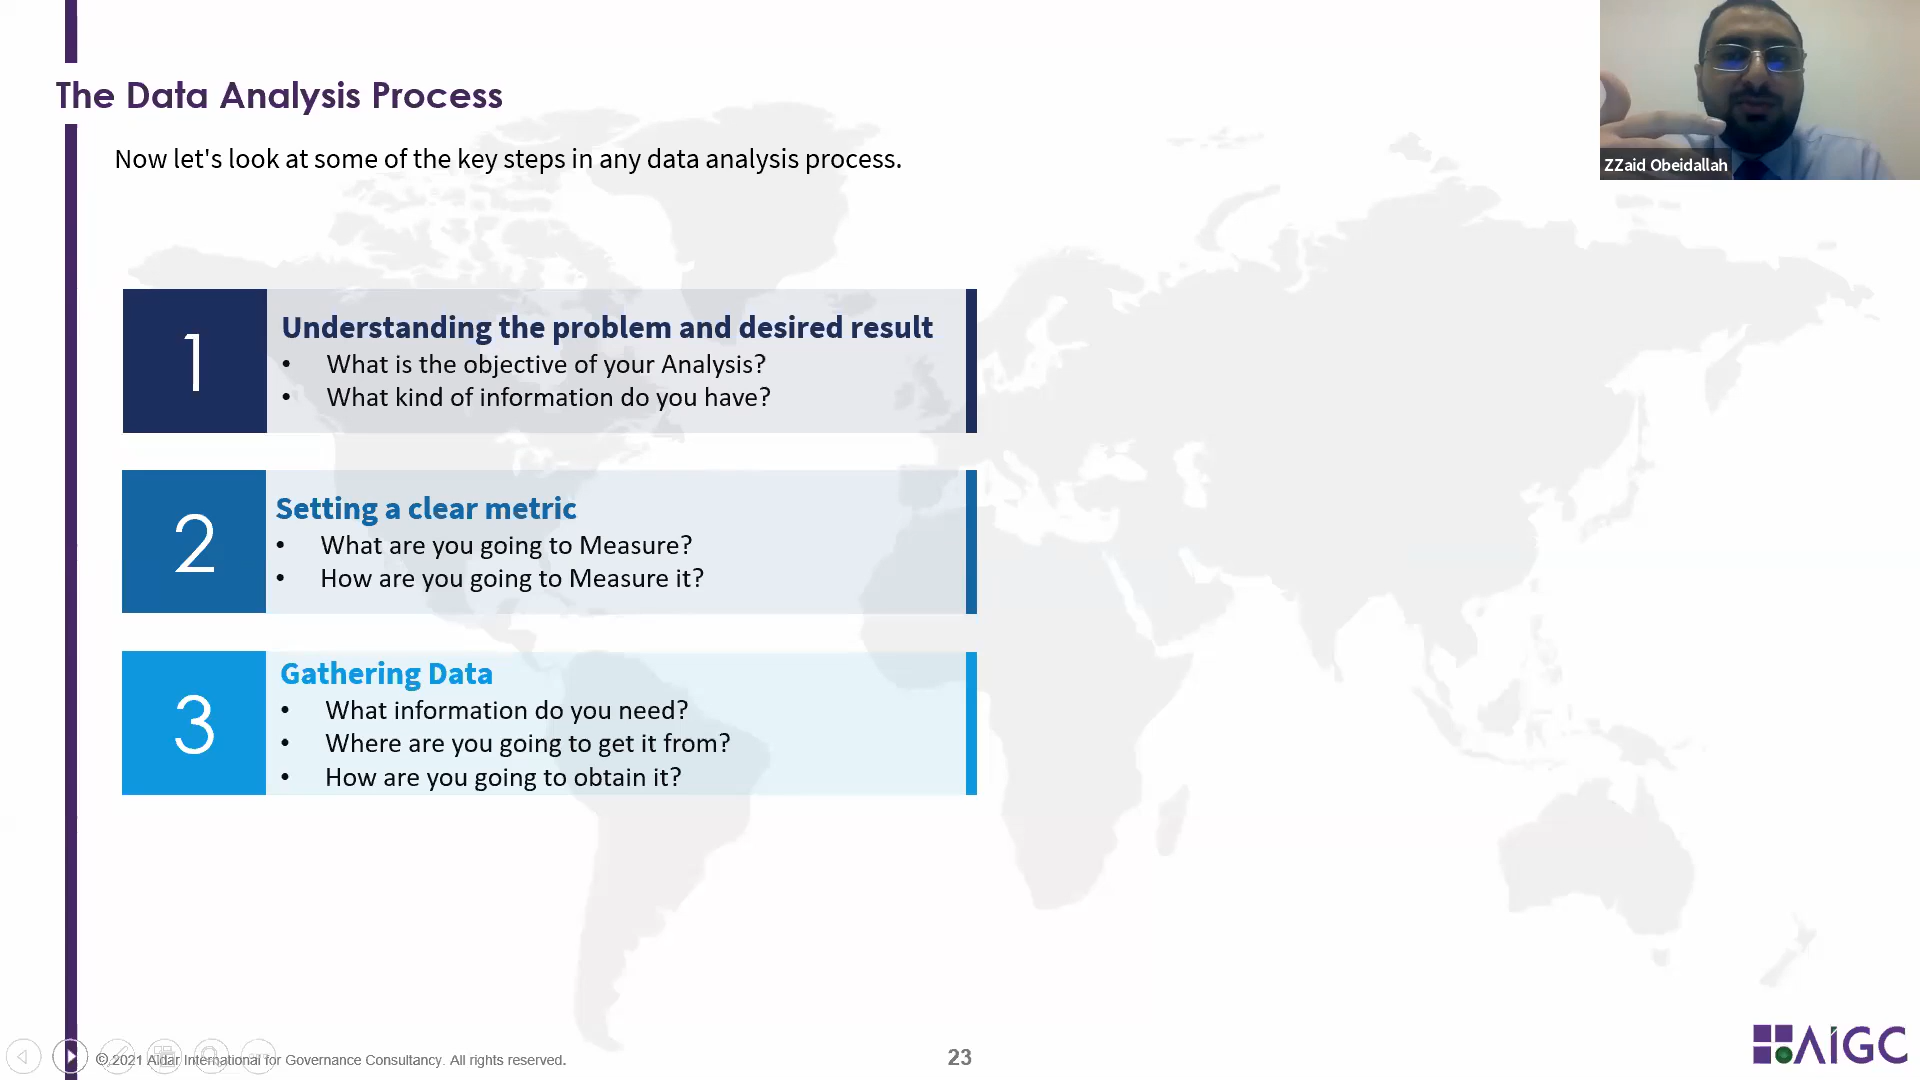 The Data Analysis Process
Now let's look at some of the key steps in any data analysis process.
ZZaid Obeidallah
1
Understanding the problem and desired result
• What is the objective of your Analysis?
• What kind of information do you have?
2
Setting a clear metric
• What are you going to Measure?
• How are you going to Measure it?
3
Gathering Data
• What information do you need?
• Where are you going to get it from?
• How are you going to obtain it?
© 2021 Aldar International for Governance Consultancy. All rights reserved.
23
AIGC